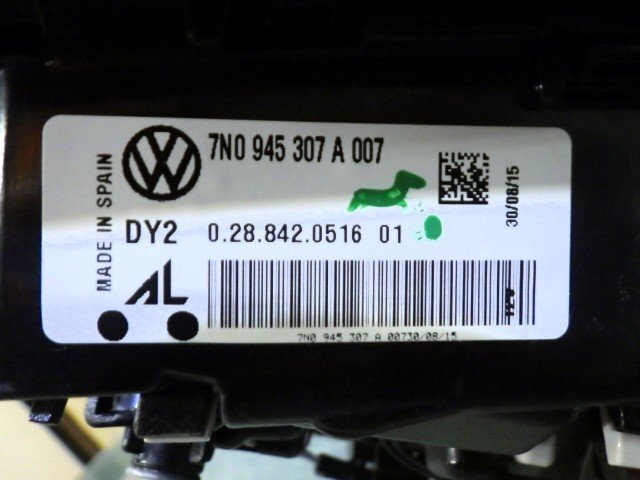 MADE IN SPAIN
VW
7N0 945 307 A 007
30/08/15
DY2 0.28.842.0516 01
AL
7N0 945 307 A 00730/08/15